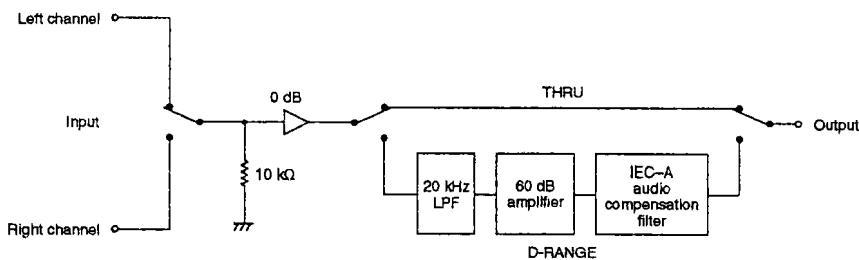 Left channel
Input
Right channel
0 dB
10 kΩ
THRU
Output
20 kHz
LPF
60 dB
amplifier
IEC–A
audio
compensation
filter
D-RANGE